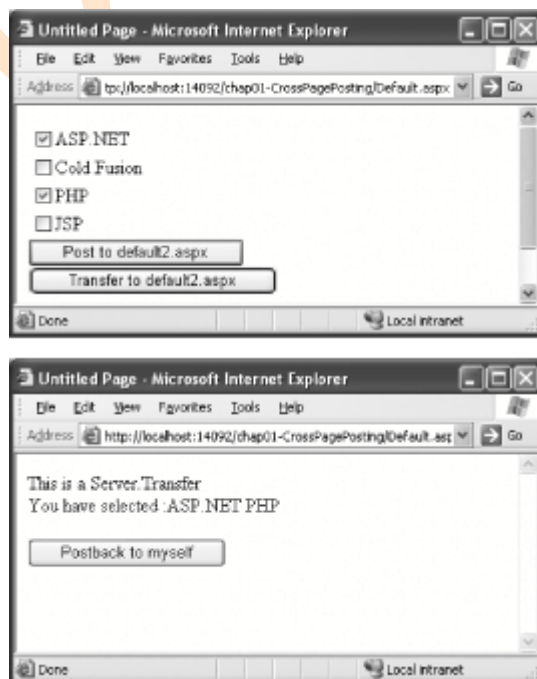 Untitled Page - Microsoft Internet Explorer
File Edit View Favorites Tools Help
Address tp://localhost:14092/chap01-CrossPagePosting/Default.aspx Go
ASP.NET
Cold Fusion
PHP
JSP
Post to default2.aspx
Transfer to default2.aspx
Done Local intranet
Untitled Page - Microsoft Internet Explorer
File Edit View Favorites Tools Help
Address http://localhost:14092/chap01-CrossPagePosting/Default.asp Go
This is a Server.Transfer
You have selected :ASP.NET PHP
Postback to myself
Done Local intranet